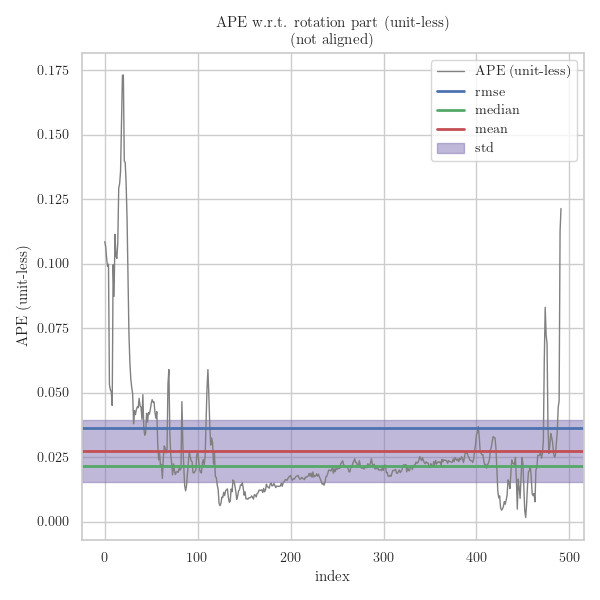 APE w.r.t. rotation part (unit-less)
(not aligned)
APE (unit-less)
rmse
median
mean
std
0.175
0.150
0.125
0.100
0.075
0.050
0.025
0.000
APE (unit-less)
0
100
200
300
400
500
index